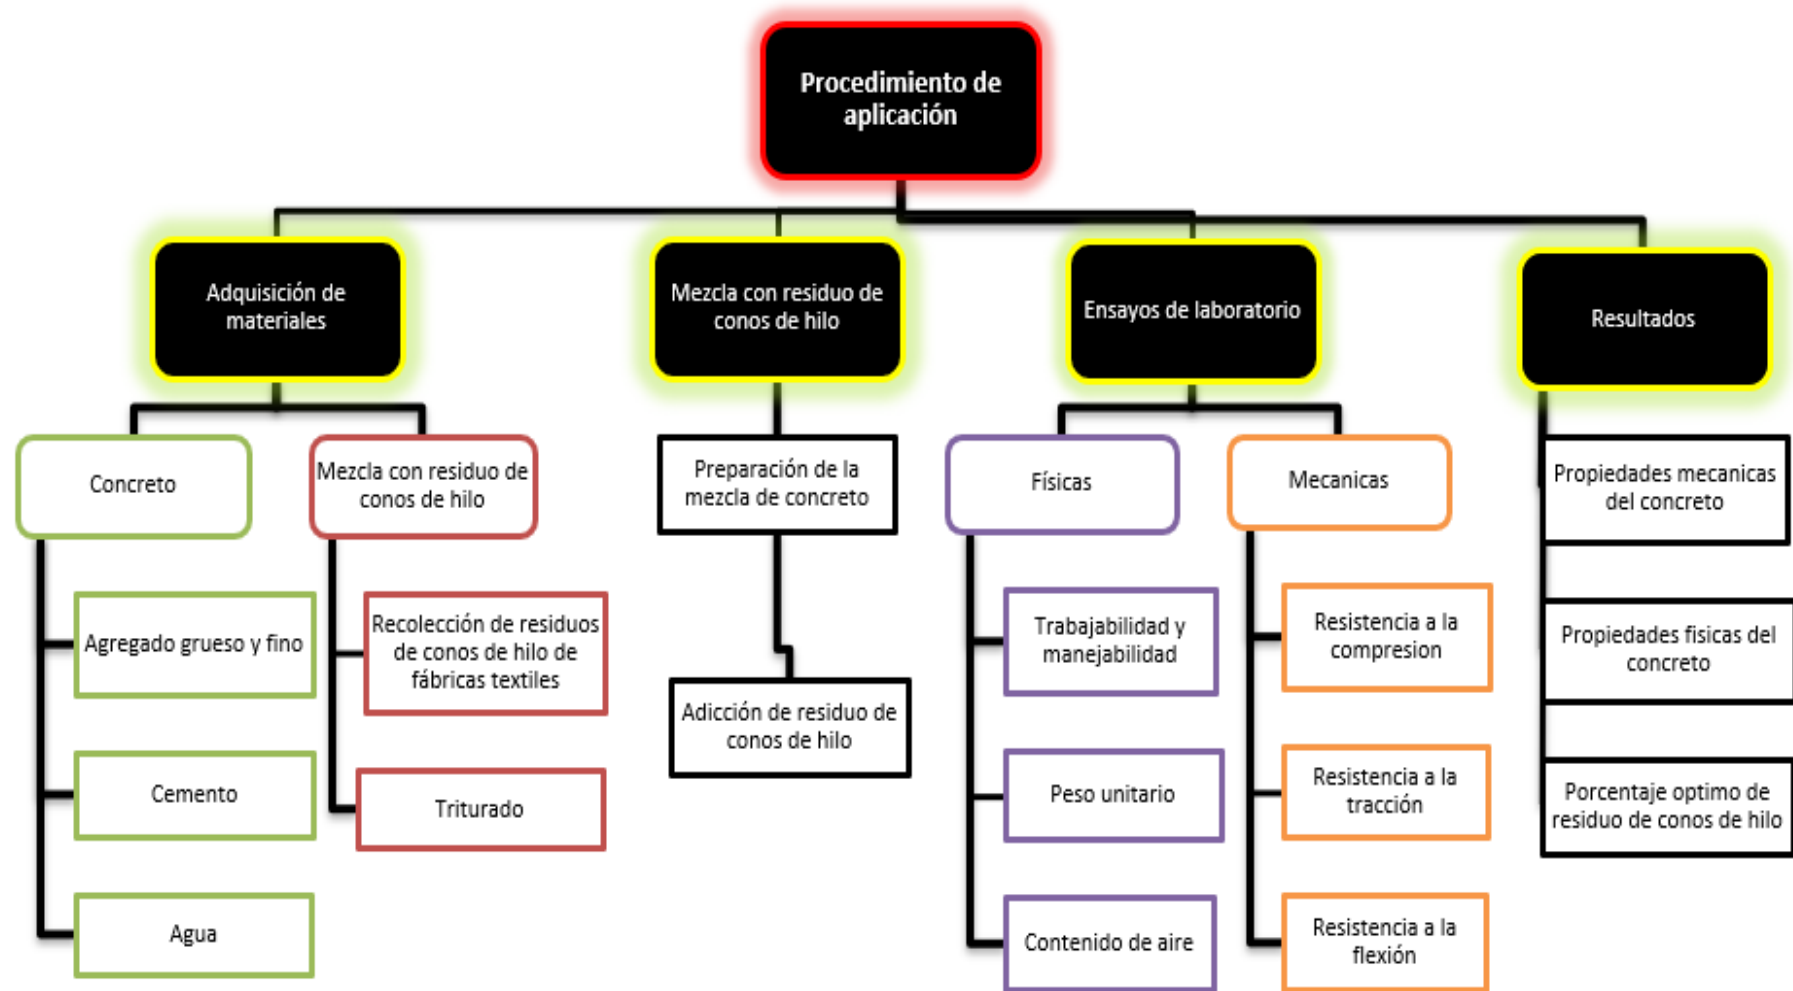 Procedimiento de
aplicación
Adquisición de
materiales
Mezcla con residuo de
conos de hilo
Ensayos de laboratorio
Resultados
Concreto
Mezcla con residuo de
conos de hilo
Preparación de la
mezcla de concreto
Físicas
Mecanicas
Propiedades mecanicas
del concreto
Agregado grueso y fino
Recolección de residuos
de conos de hilo de
fábricas textiles
Adicción de residuo de
conos de hilo
Trabajabilidad y
manejabilidad
Resistencia a la
compresion
Propiedades fisicas del
concreto
Cemento
Triturado
Peso unitario
Resistencia a la
tracción
Porcentaje optimo de
residuo de conos de hilo
Agua
Contenido de aire
Resistencia a la
flexión